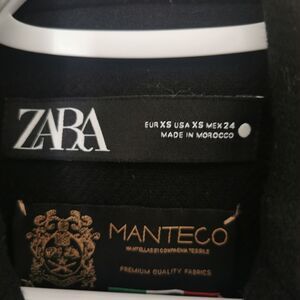 ZARA
EUR XS USA XS MEX 24
MADE IN MOROCCO
MANTECO
PREMIUM QUALITY FABRICS